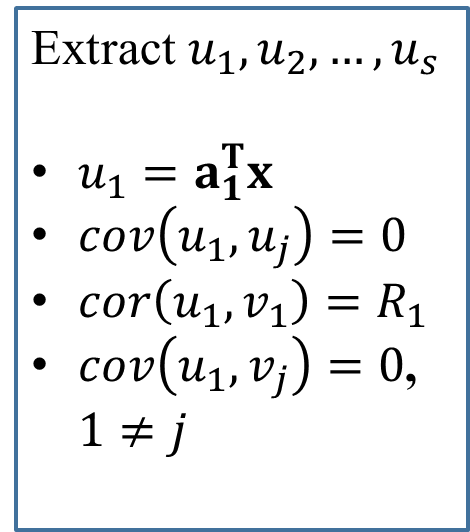 Extract u₁, u₂, … , uₛ
• u₁ = 𝐚₁ᵀ𝐱
• cov(u₁, uⱼ) = 0
• cor(u₁, v₁) = R₁
• cov(u₁, vⱼ) = 0,
1 ≠ j